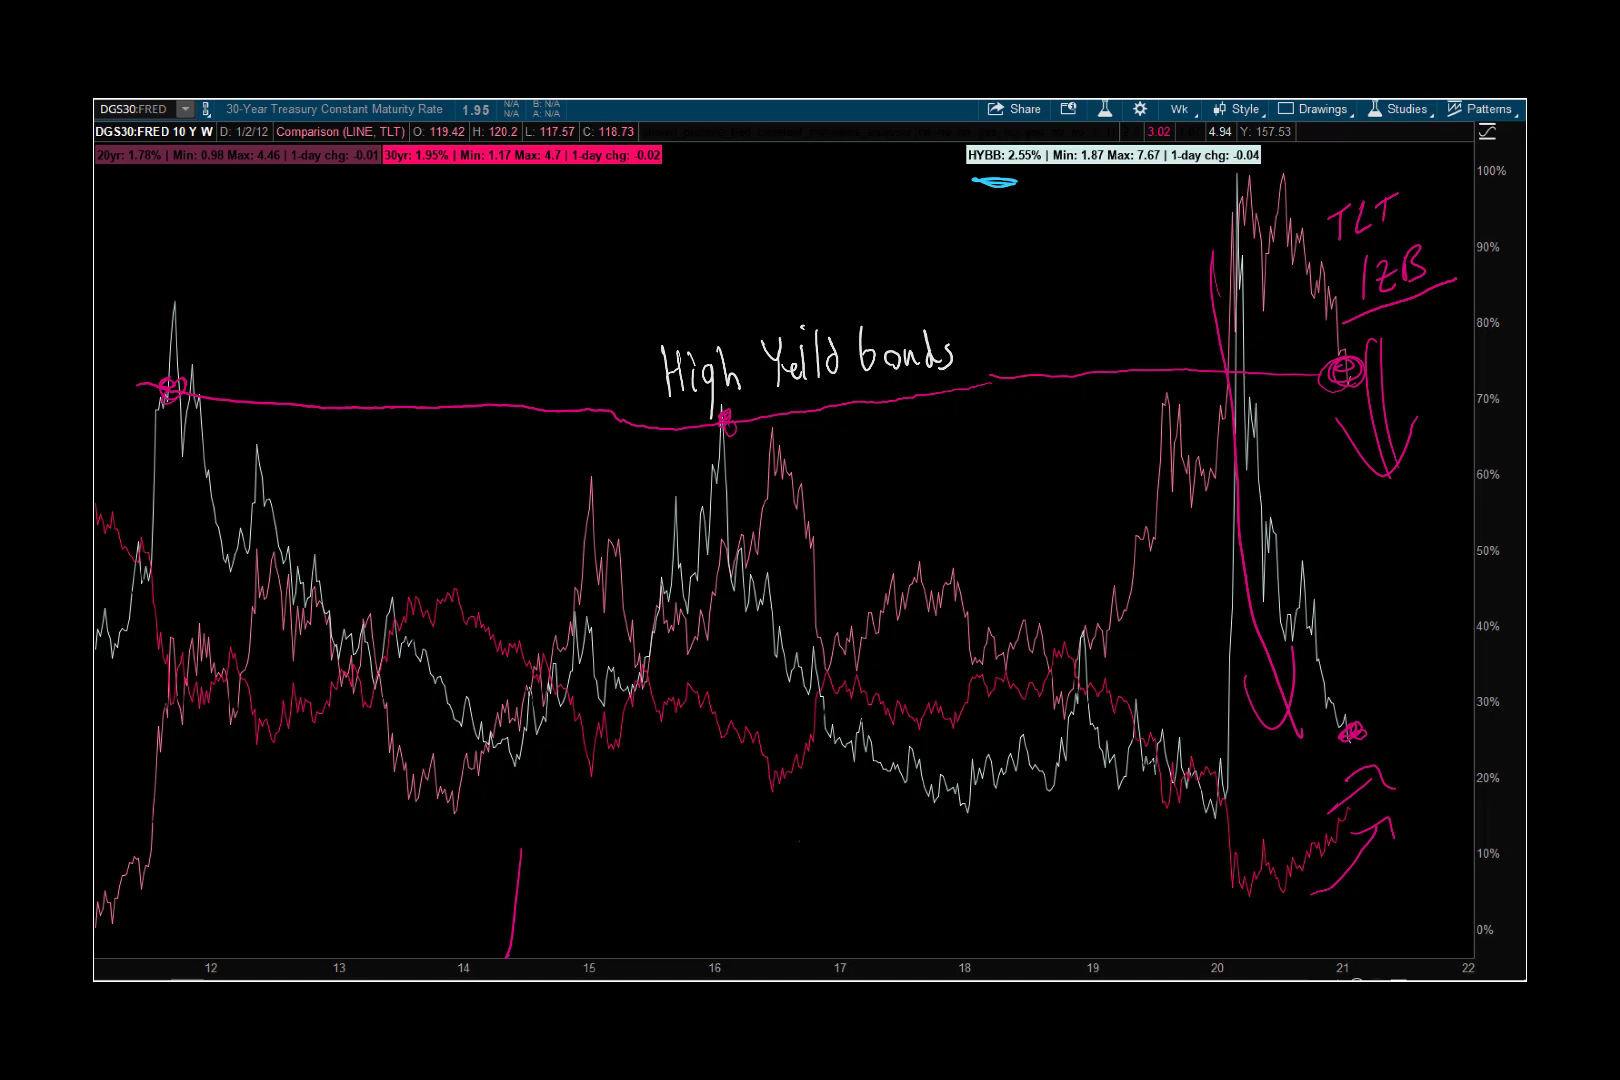 DGS30:FRED 30-Year Treasury Constant Maturity Rate 1.95 N/A N/A B: N/A A: N/A Share Wk Style Drawings Studies Patterns
DGS30:FRED 10 Y W D: 1/2/12 Comparison (LINE, TLT) O: 119.42 H: 120.2 L: 117.57 C: 118.73 3.02 4.94 Y: 157.53
20yr: 1.78% | Min: 0.98 Max: 4.46 | 1-day chg: -0.01 30yr: 1.95% | Min: 1.17 Max: 4.7 | 1-day chg: -0.02 HYBB: 2.55% | Min: 1.87 Max: 7.67 | 1-day chg: -0.04
100%
TLT
90%
IZB
80%
High Yeild bonds
70%
60%
50%
40%
30%
20%
10%
0%
12 13 14 15 16 17 18 19 20 21 22